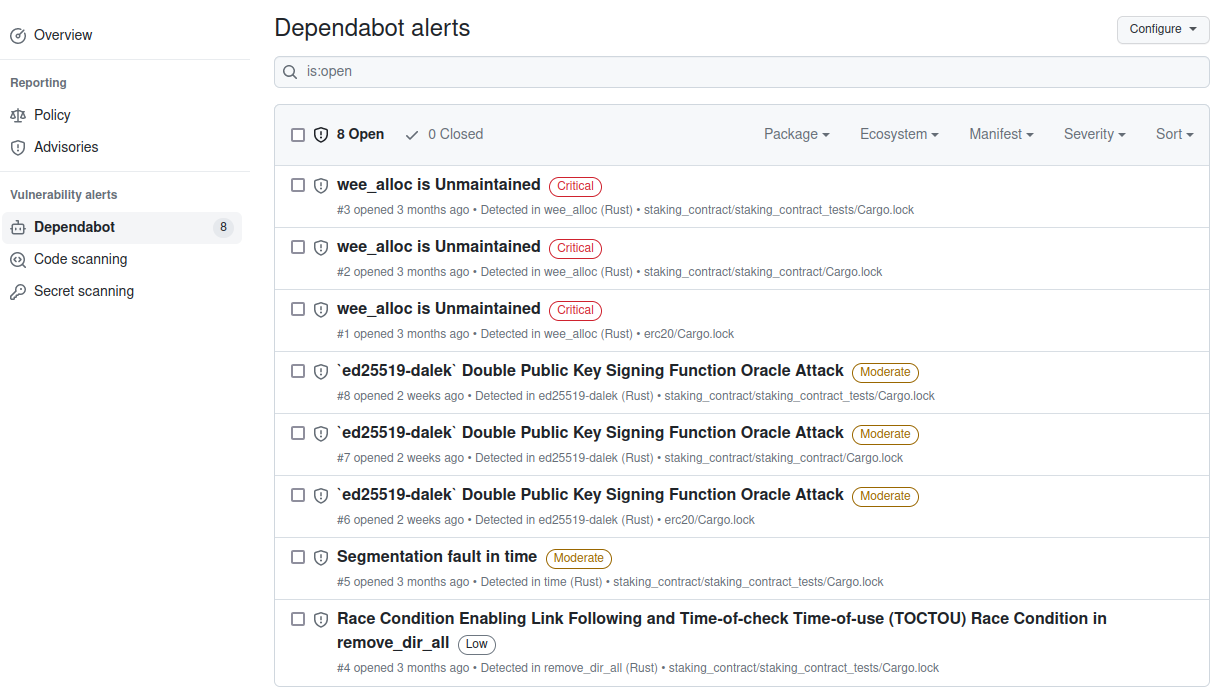 Overview
Reporting
Policy
Advisories
Vulnerability alerts
Dependabot 8
Code scanning
Secret scanning
Dependabot alerts
Configure
is:open
8 Open 0 Closed Package Ecosystem Manifest Severity Sort
wee_alloc is Unmaintained Critical
#3 opened 3 months ago • Detected in wee_alloc (Rust) • staking_contract/staking_contract_tests/Cargo.lock
wee_alloc is Unmaintained Critical
#2 opened 3 months ago • Detected in wee_alloc (Rust) • staking_contract/staking_contract/Cargo.lock
wee_alloc is Unmaintained Critical
#1 opened 3 months ago • Detected in wee_alloc (Rust) • erc20/Cargo.lock
`ed25519-dalek` Double Public Key Signing Function Oracle Attack Moderate
#8 opened 2 weeks ago • Detected in ed25519-dalek (Rust) • staking_contract/staking_contract_tests/Cargo.lock
`ed25519-dalek` Double Public Key Signing Function Oracle Attack Moderate
#7 opened 2 weeks ago • Detected in ed25519-dalek (Rust) • staking_contract/staking_contract/Cargo.lock
`ed25519-dalek` Double Public Key Signing Function Oracle Attack Moderate
#6 opened 2 weeks ago • Detected in ed25519-dalek (Rust) • erc20/Cargo.lock
Segmentation fault in time Moderate
#5 opened 3 months ago • Detected in time (Rust) • staking_contract/staking_contract_tests/Cargo.lock
Race Condition Enabling Link Following and Time-of-check Time-of-use (TOCTOU) Race Condition in
remove_dir_all Low
#4 opened 3 months ago • Detected in remove_dir_all (Rust) • staking_contract/staking_contract_tests/Cargo.lock